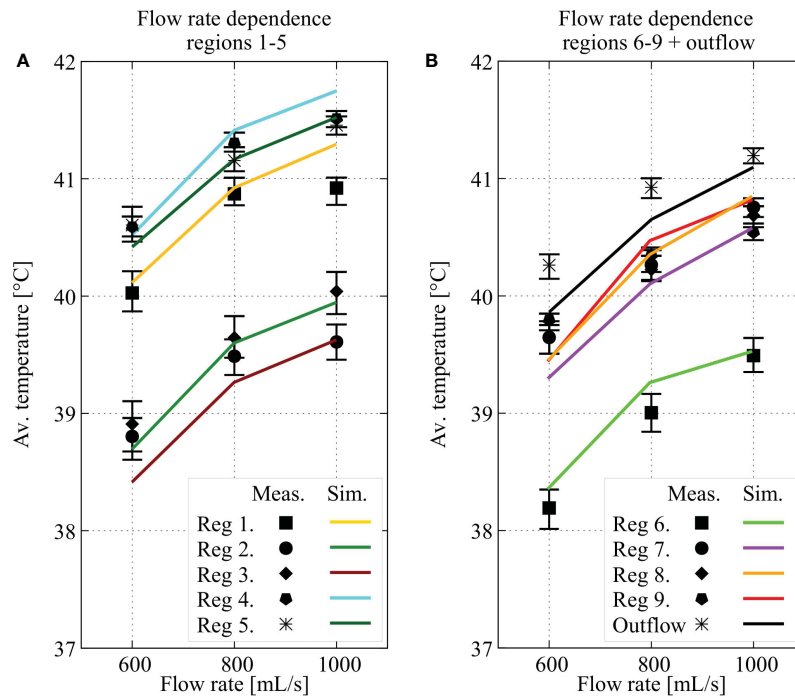 Flow rate dependence
regions 1-5
A
Av. temperature [°C]
42
41
40
39
38
37
600
800
1000
Flow rate [mL/s]
Meas.
Sim.
Reg 1.
Reg 2.
Reg 3.
Reg 4.
Reg 5.
Flow rate dependence
regions 6-9 + outflow
B
Av. temperature [°C]
42
41
40
39
38
37
600
800
1000
Flow rate [mL/s]
Meas.
Sim.
Reg 6.
Reg 7.
Reg 8.
Reg 9.
Outflow